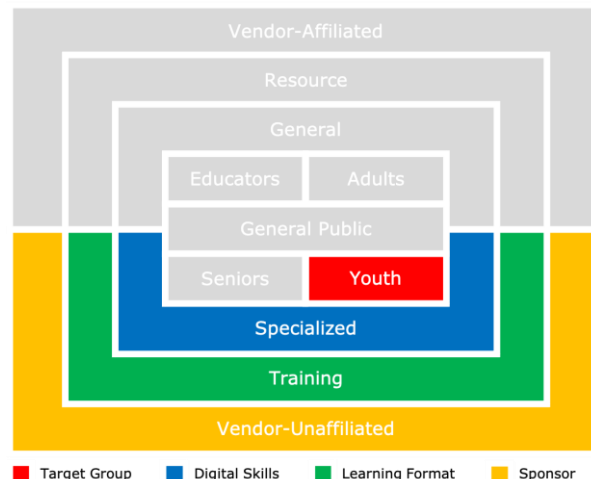 Vendor-Affiliated
Resource
General
Educators Adults
General Public
Seniors Youth
Specialized
Training
Vendor-Unaffiliated
Target Group Digital Skills Learning Format Sponsor